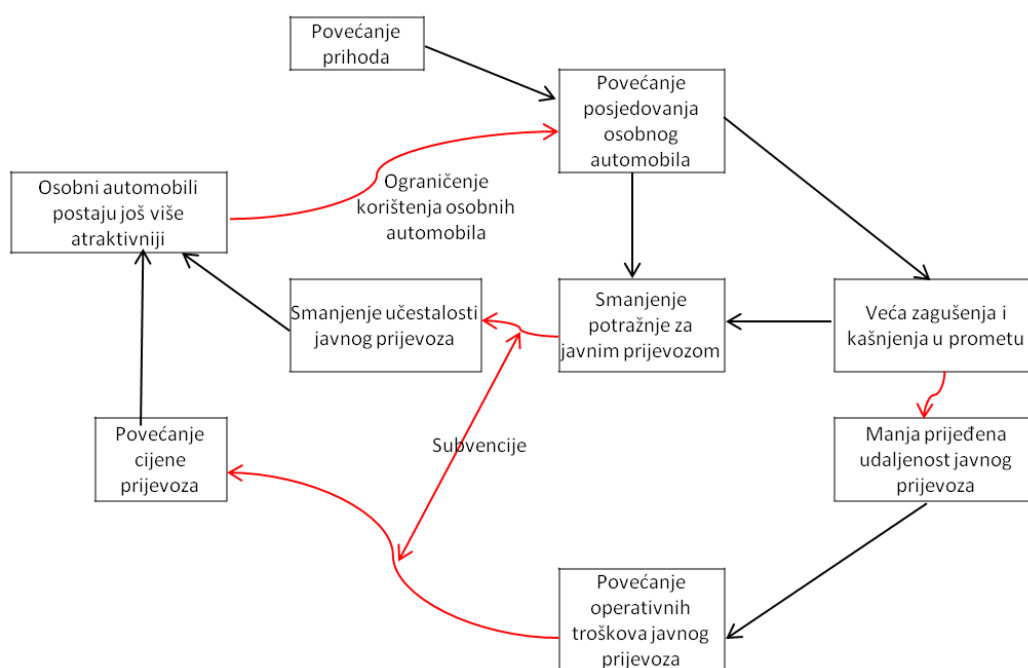 Povećanje
prihoda
Povećanje
posjedovanja
osobnog
automobila
Osobni automobili
postaju još više
atraktivniji
Ograničenje
korištenja osobnih
automobila
Smanjenje učestalosti
javnog prijevoza
Smanjenje
potražnje za
javnim prijevozom
Veća zagušenja i
kašnjenja u prometu
Povećanje
cijene
prijevoza
Subvencije
Manja prijeđena
udaljenost javnog
prijevoza
Povećanje
operativnih
troškova javnog
prijevoza